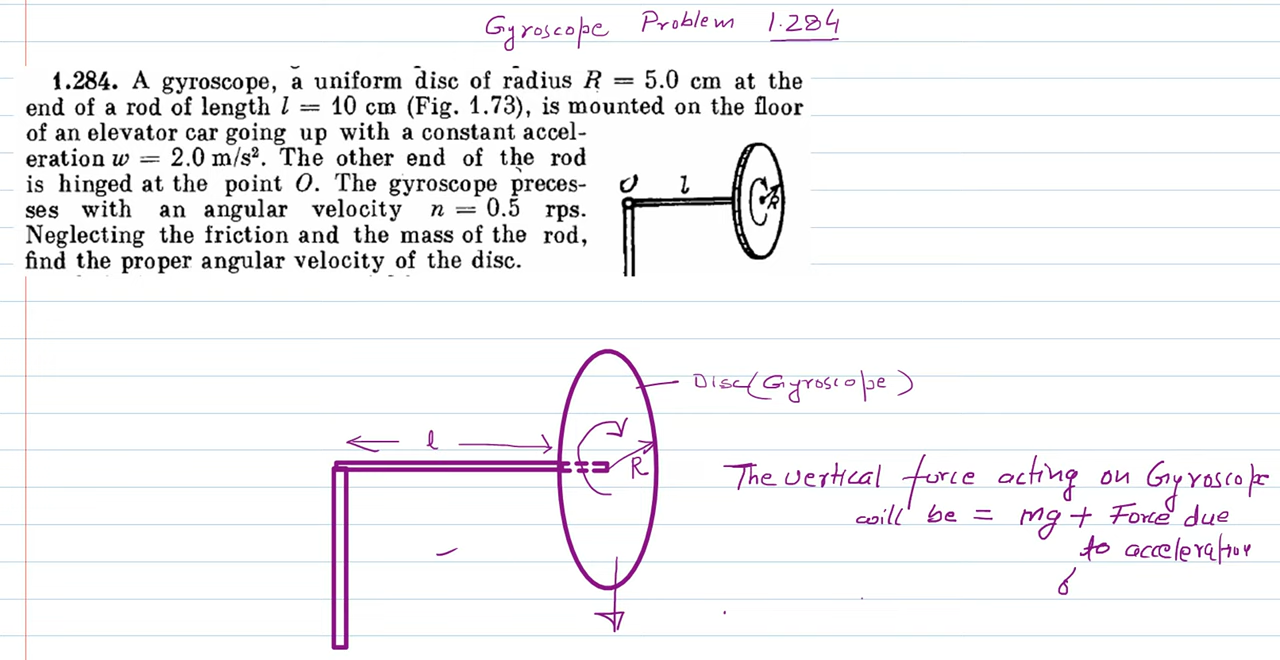 Gyroscope Problem 1.284
1.284. A gyroscope, a uniform disc of radius R = 5.0 cm at the
end of a rod of length l = 10 cm (Fig. 1.73), is mounted on the floor
of an elevator car going up with a constant accel-
eration w = 2.0 m/s². The other end of the rod
is hinged at the point O. The gyroscope preces-
ses with an angular velocity n = 0.5 rps.
Neglecting the friction and the mass of the rod,
find the proper angular velocity of the disc.
O l
R
Disc(Gyroscope)
l
R
The vertical force acting on Gyroscope
will be = mg + Force due
to acceleration